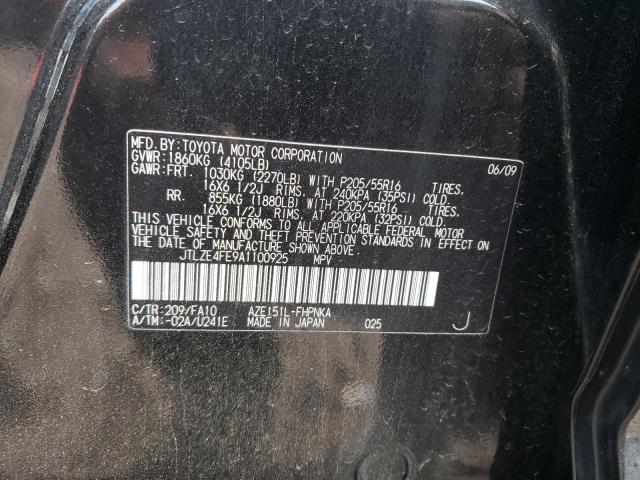 MFD. BY:TOYOTA MOTOR CORPORATION 06/09
GVWR:1860KG (4105LB)
GAWR:FRT. 1030KG (2270LB) WITH P205/55R16 TIRES,
16X6 1/2J RIMS, AT 240KPA (35PSI) COLD.
RR. 855KG (1880LB) WITH P205/55R16 TIRES,
16X6 1/2J RIMS, AT 220KPA (32PSI) COLD.
THIS VEHICLE CONFORMS TO ALL APPLICABLE FEDERAL MOTOR
VEHICLE SAFETY AND THEFT PREVENTION STANDARDS IN EFFECT
ON THE DATE OF MANUFACTURE SHOWN ABOVE.
JTLZE4FE9A1100925 MPV
C/TR:209/FA10 AZE151L-FHPNKA
A/TM:-02A/U241E MADE IN JAPAN 025 J